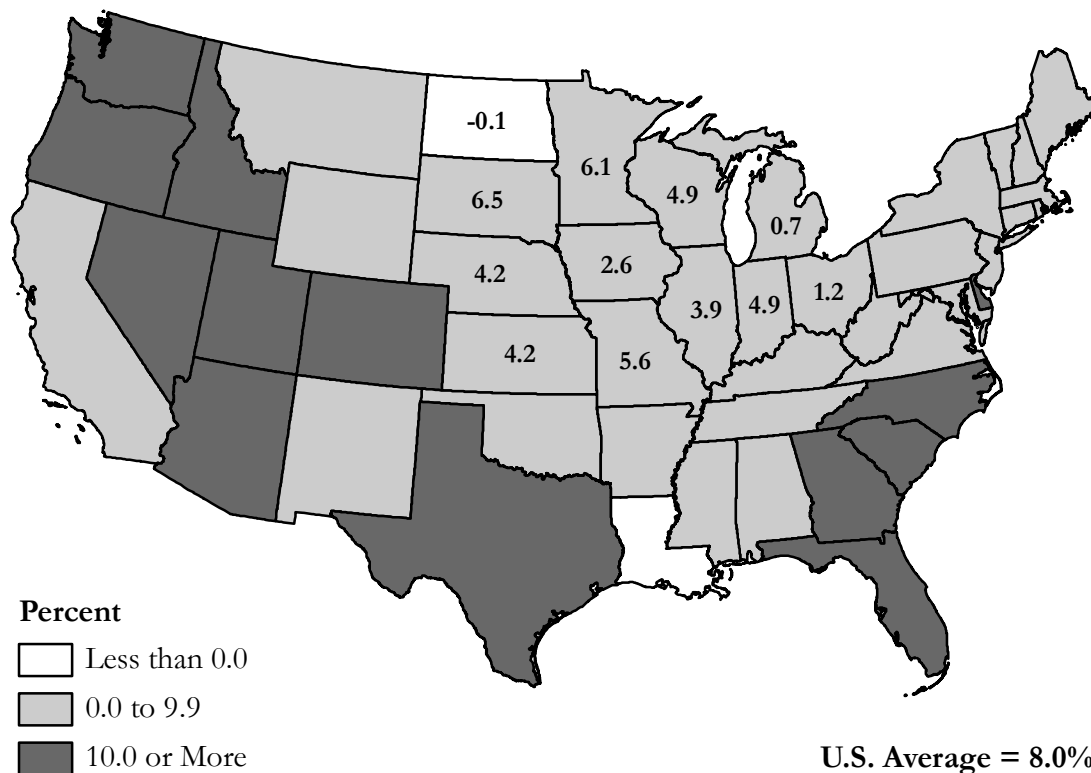 -0.1
6.1
6.5
4.9
0.7
4.2
2.6
3.9
4.9
1.2
4.2
5.6
Percent
Less than 0.0
0.0 to 9.9
10.0 or More
U.S. Average = 8.0%